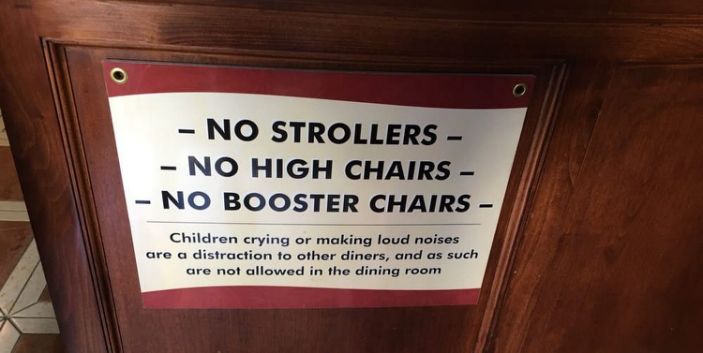 – NO STROLLERS –
– NO HIGH CHAIRS –
– NO BOOSTER CHAIRS –
Children crying or making loud noises
are a distraction to other diners, and as such
are not allowed in the dining room